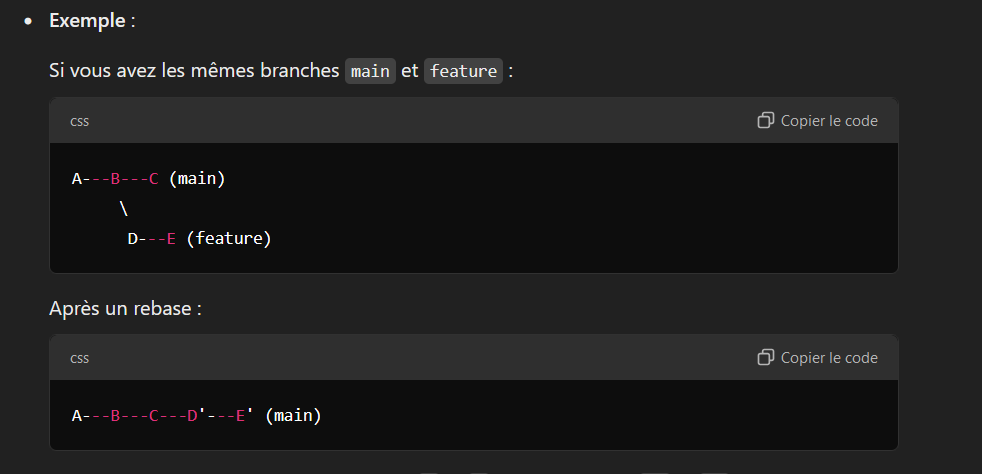 • Exemple :
Si vous avez les mêmes branches main et feature :
css Copier le code
A---B---C (main)
     \
      D---E (feature)
Après un rebase :
css Copier le code
A---B---C---D'---E' (main)